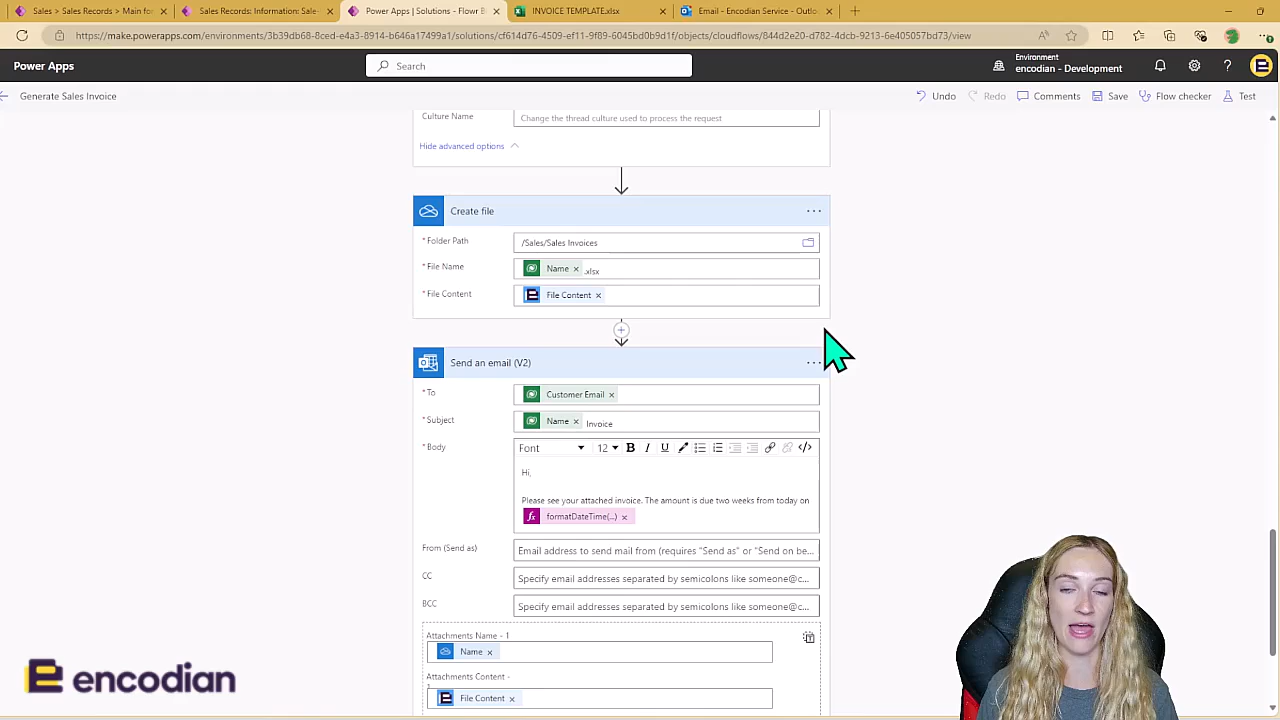 Sales > Sales Records > Main fo
Sales Records: Information: Sale
Power Apps | Solutions - Flowr B
INVOICE TEMPLATE.xlsx
Email - Encodian Service - Outlo
https://make.powerapps.com/environments/3b39db68-8ced-e4a3-8914-b646a17499a1/solutions/cf614d76-4509-ef11-9f89-6045bd0b9d1f/objects/cloudflows/844d2e20-d782-4dcb-9213-6e405057bd73/view
Power Apps
Search
Environment
encodian - Development
Generate Sales Invoice
Undo
Redo
Comments
Save
Flow checker
Test
Culture Name
Change the thread culture used to process the request
Hide advanced options
Create file
* Folder Path
/Sales/Sales Invoices
* File Name
Name × .xlsx
* File Content
File Content ×
Send an email (V2)
* To
Customer Email ×
* Subject
Name × Invoice
* Body
Font 12 B I U </>
Hi,
Please see your attached invoice. The amount is due two weeks from today on
fx formatDateTime(...) ×
From (Send as)
Email address to send mail from (requires "Send as" or "Send on be...
CC
Specify email addresses separated by semicolons like someone@c...
BCC
Specify email addresses separated by semicolons like someone@c...
Attachments Name - 1
Name ×
Attachments Content -
1
File Content ×
encodian